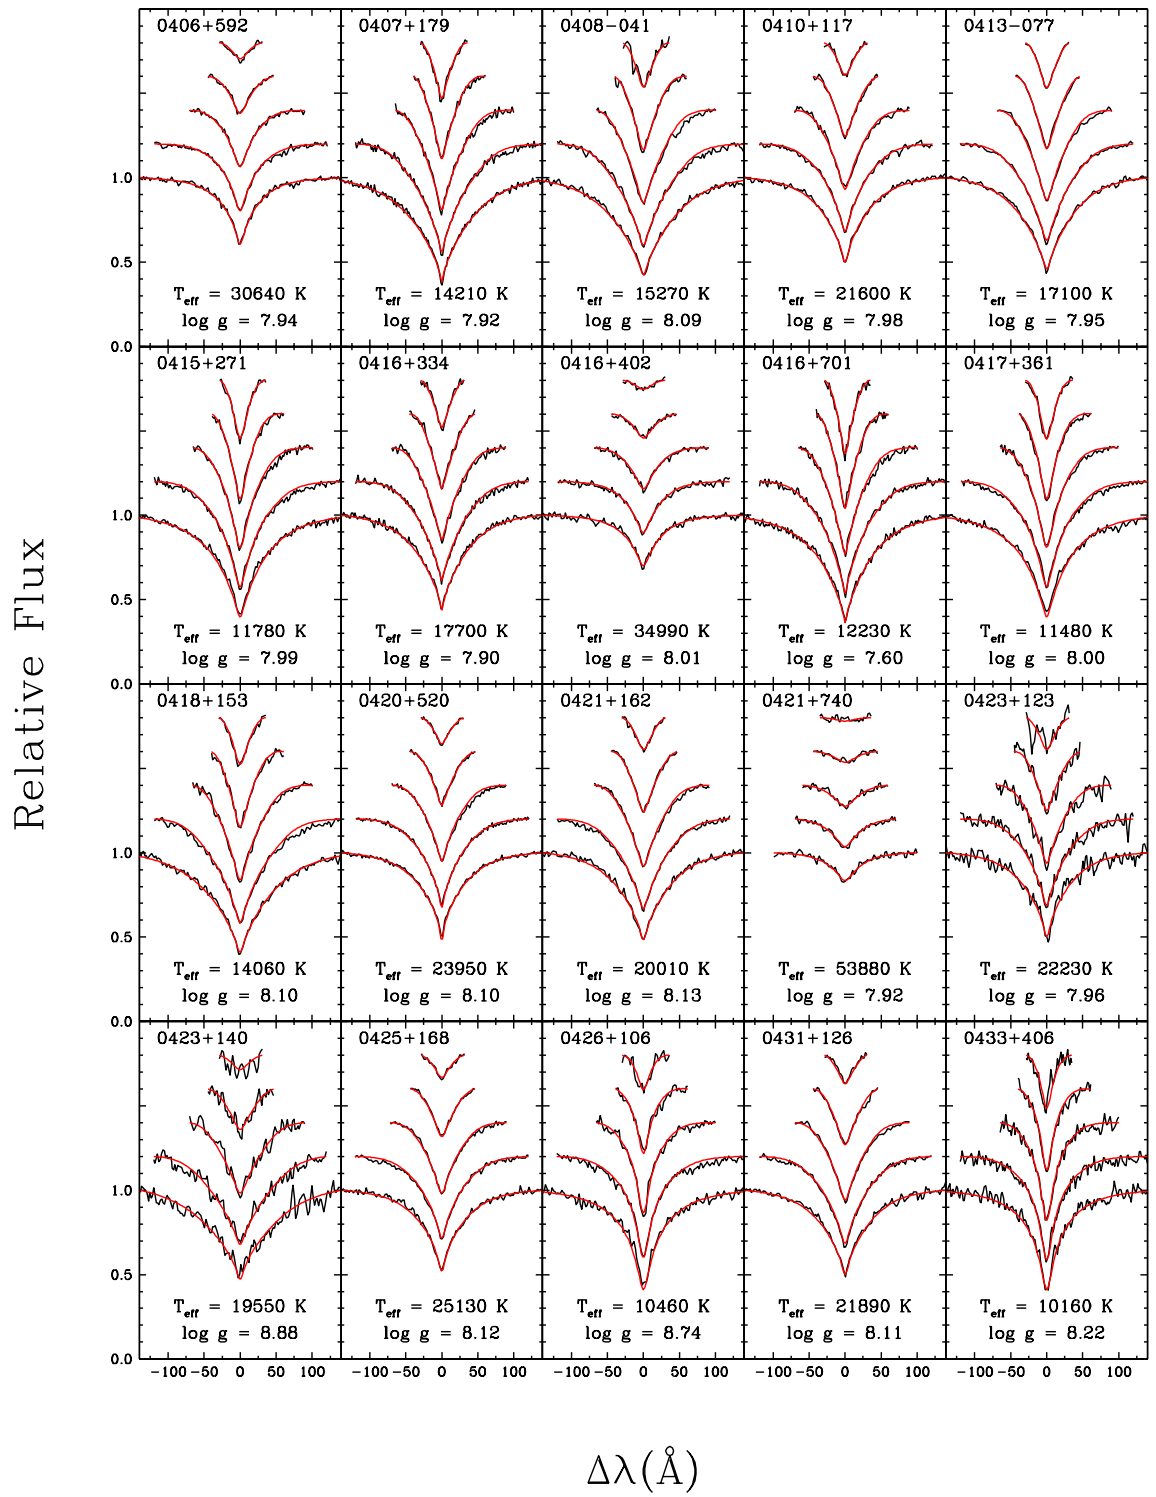 0406+592 0407+179 0408−041 0410+117 0413−077
1.0
0.5
T_eff = 30640 K T_eff = 14210 K T_eff = 15270 K T_eff = 21600 K T_eff = 17100 K
log g = 7.94 log g = 7.92 log g = 8.09 log g = 7.98 log g = 7.95
0.0
0415+271 0416+334 0416+402 0416+701 0417+361
1.0
0.5
T_eff = 11780 K T_eff = 17700 K T_eff = 34990 K T_eff = 12230 K T_eff = 11480 K
log g = 7.99 log g = 7.90 log g = 8.01 log g = 7.60 log g = 8.00
0.0
Relative Flux
0418+153 0420+520 0421+162 0421+740 0423+123
1.0
0.5
T_eff = 14060 K T_eff = 23950 K T_eff = 20010 K T_eff = 53880 K T_eff = 22230 K
log g = 8.10 log g = 8.10 log g = 8.13 log g = 7.92 log g = 7.96
0.0
0423+140 0425+168 0426+106 0431+126 0433+406
1.0
0.5
T_eff = 19550 K T_eff = 25130 K T_eff = 10460 K T_eff = 21890 K T_eff = 10160 K
log g = 8.88 log g = 8.12 log g = 8.74 log g = 8.11 log g = 8.22
0.0
−100 −50 0 50 100 −100 −50 0 50 100 −100 −50 0 50 100 −100 −50 0 50 100 −100 −50 0 50 100
Δλ(Å)